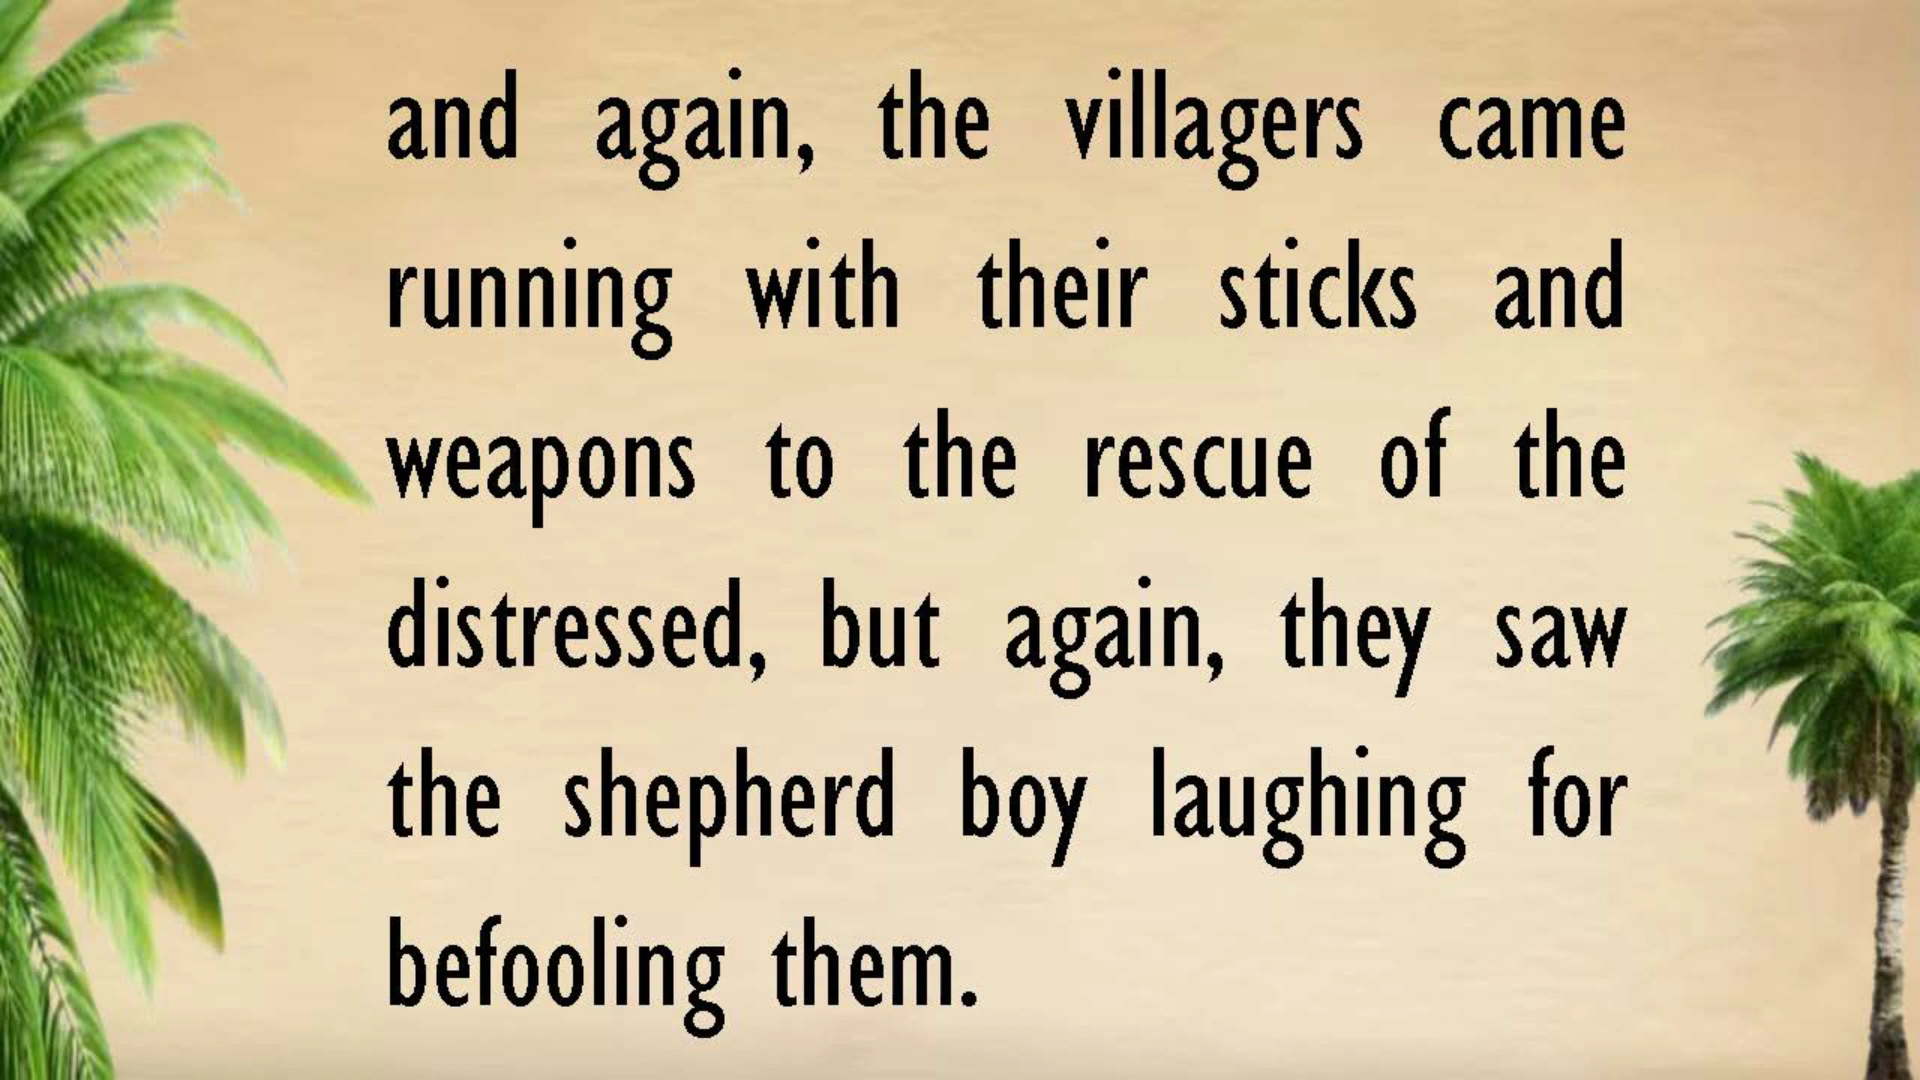 and again, the villagers came
running with their sticks and
weapons to the rescue of the
distressed, but again, they saw
the shepherd boy laughing for
befooling them.